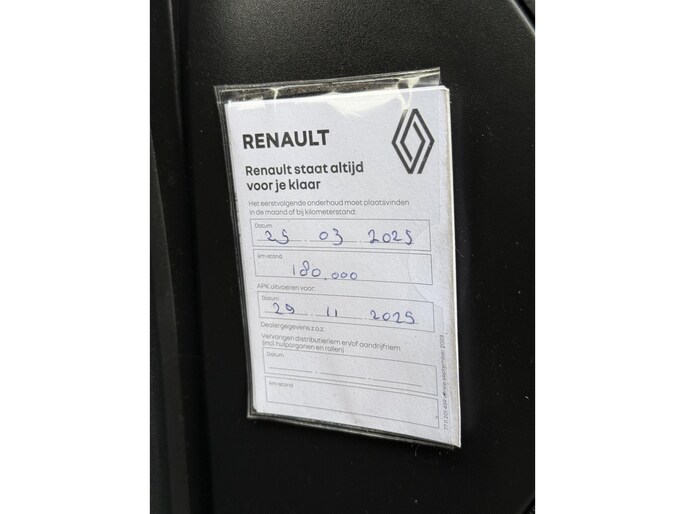 RENAULT
Renault staat altijd
voor je klaar
Het eerstvolgende onderhoud moet plaatsvinden
in de maand of bij kilometerstand:
Datum
25 03 2025
km-stand
180.000
APK uitvoeren voor:
Datum
29 11 2025
Dealergegevens z.o.z.
Vervangen distributieriem en/of aandrijfriem
(incl. hulporganen en rollen)
Datum
km-stand